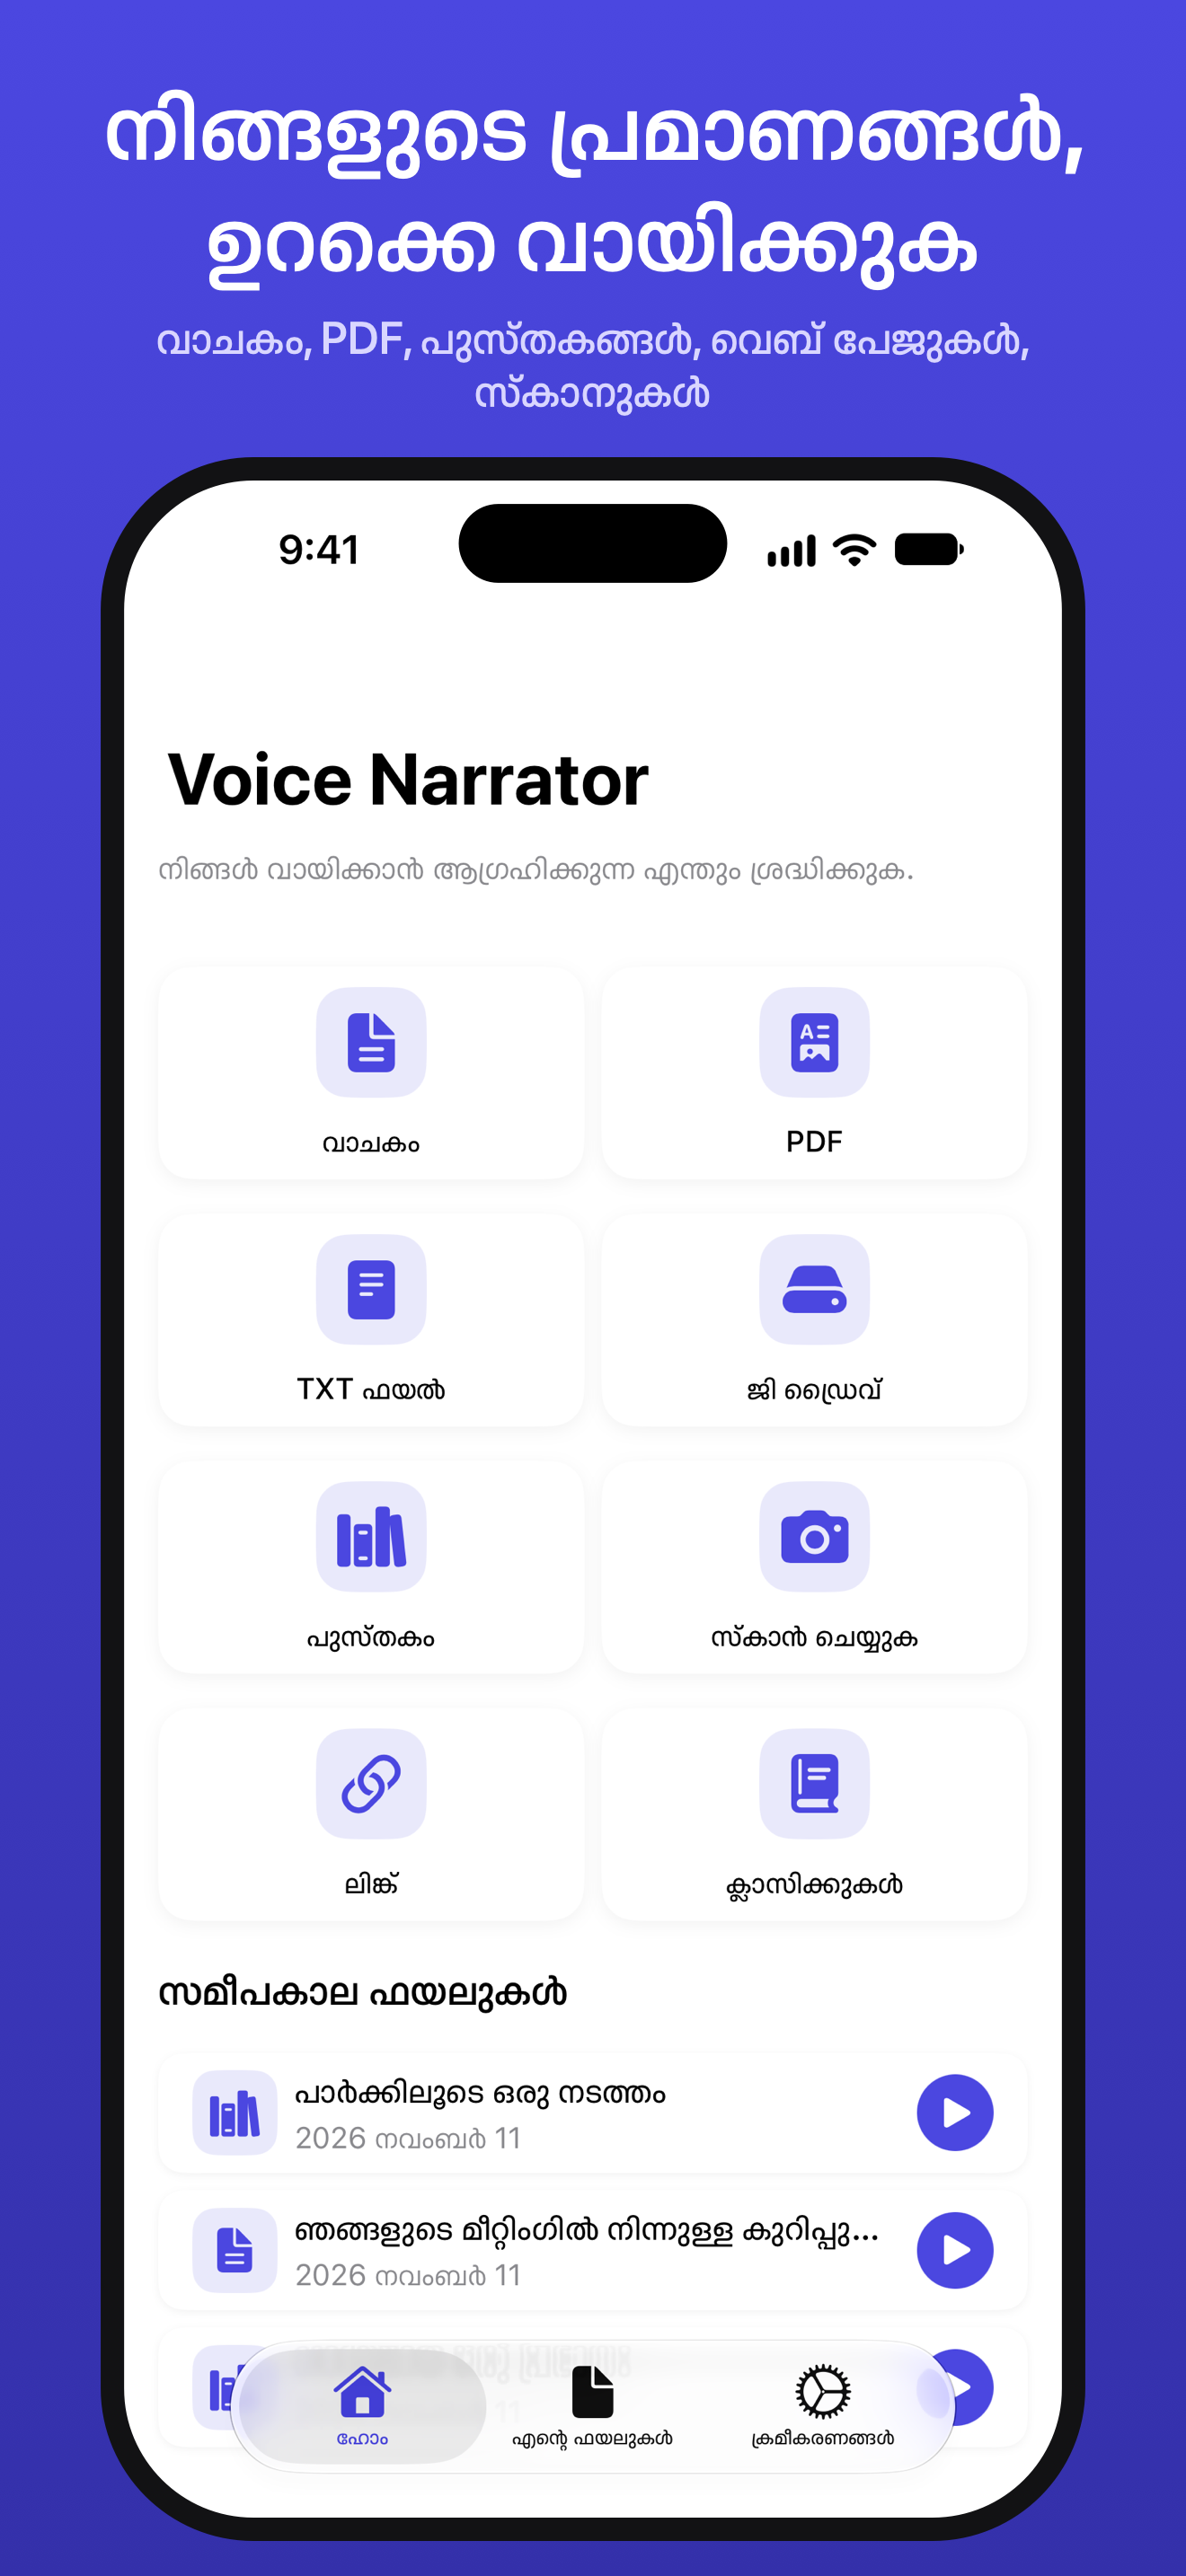 നിങ്ങളുടെ പ്രമാണങ്ങൾ,
ഉറക്കെ വായിക്കുക
വാചകം, PDF, പുസ്തകങ്ങൾ, വെബ് പേജുകൾ,
സ്കാനുകൾ
9:41
Voice Narrator
നിങ്ങൾ വായിക്കാൻ ആഗ്രഹിക്കുന്ന എന്തും ശ്രദ്ധിക്കുക.
വാചകം
PDF
TXT ഫയൽ
ജി ഡ്രൈവ്
പുസ്തകം
സ്കാൻ ചെയ്യുക
ലിങ്ക്
ക്ലാസിക്കുകൾ
സമീപകാല ഫയലുകൾ
പാർക്കിലൂടെ ഒരു നടത്തം
2026 നവംബർ 11
ഞങ്ങളുടെ മീറ്റിംഗിൽ നിന്നുള്ള കുറിപ്പു...
2026 നവംബർ 11
ഹോം
എന്റെ ഫയലുകൾ
ക്രമീകരണങ്ങൾ